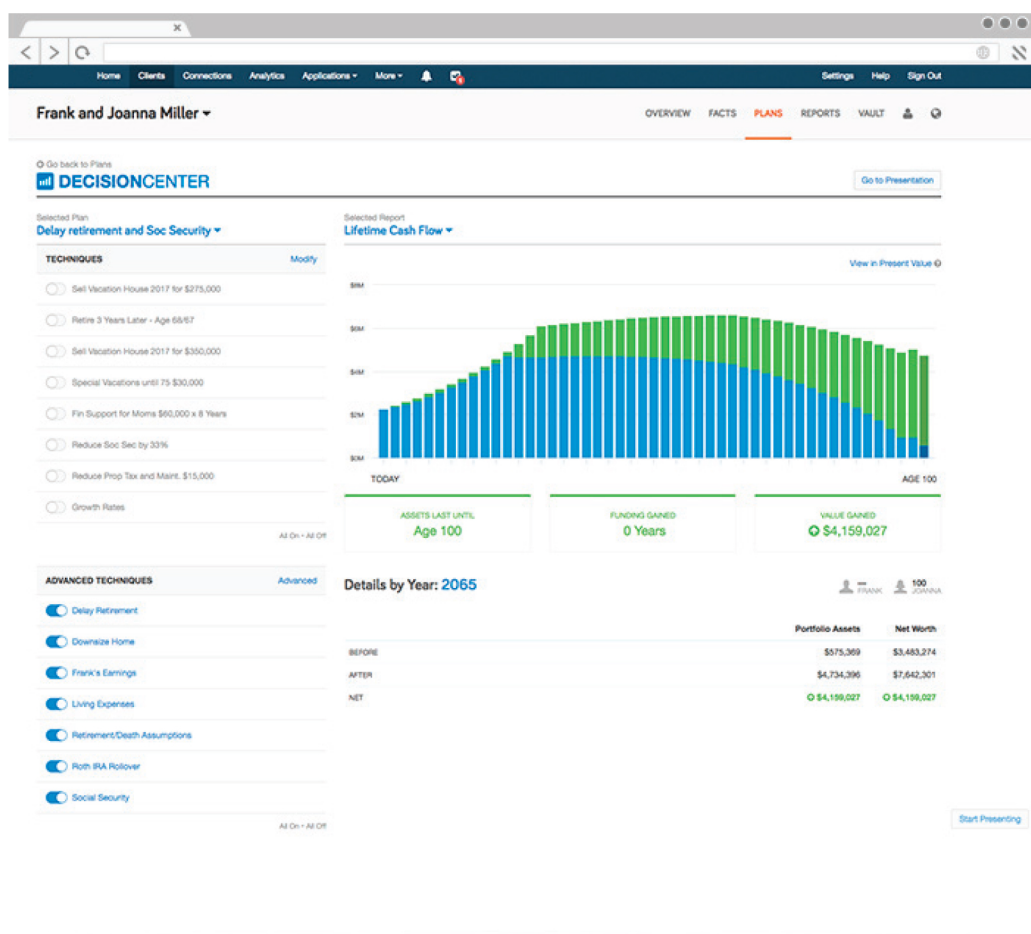 Home Clients Connections Analytics Applications More Settings Help Sign Out
Frank and Joanna Miller OVERVIEW FACTS PLANS REPORTS VAULT
Go back to Plans
DECISIONCENTER Go to Presentation
Selected Plan
Delay retirement and Soc Security
Selected Report
Lifetime Cash Flow
TECHNIQUES Modify
Sell Vacation House 2017 for $275,000
Retire 3 Years Later - Age 68/67
Sell Vacation House 2017 for $350,000
Special Vacations until 75 $30,000
Fin Support for Moms $60,000 x 8 Years
Reduce Soc Sec by 33%
Reduce Prop Tax and Maint. $15,000
Growth Rates
All On • All Off
View in Present Value
$8M
$6M
$4M
$2M
$0M
TODAY AGE 100
ASSETS LAST UNTIL
Age 100
FUNDING GAINED
0 Years
VALUE GAINED
$4,159,027
ADVANCED TECHNIQUES Advanced
Delay Retirement
Downsize Home
Frank's Earnings
Living Expenses
Retirement/Death Assumptions
Roth IRA Rollover
Social Security
All On • All Off
Details by Year: 2065
–
FRANK
100
JOANNA
Portfolio Assets Net Worth
BEFORE $575,369 $3,483,274
AFTER $4,734,396 $7,642,301
NET $4,159,027 $4,159,027
Start Presenting